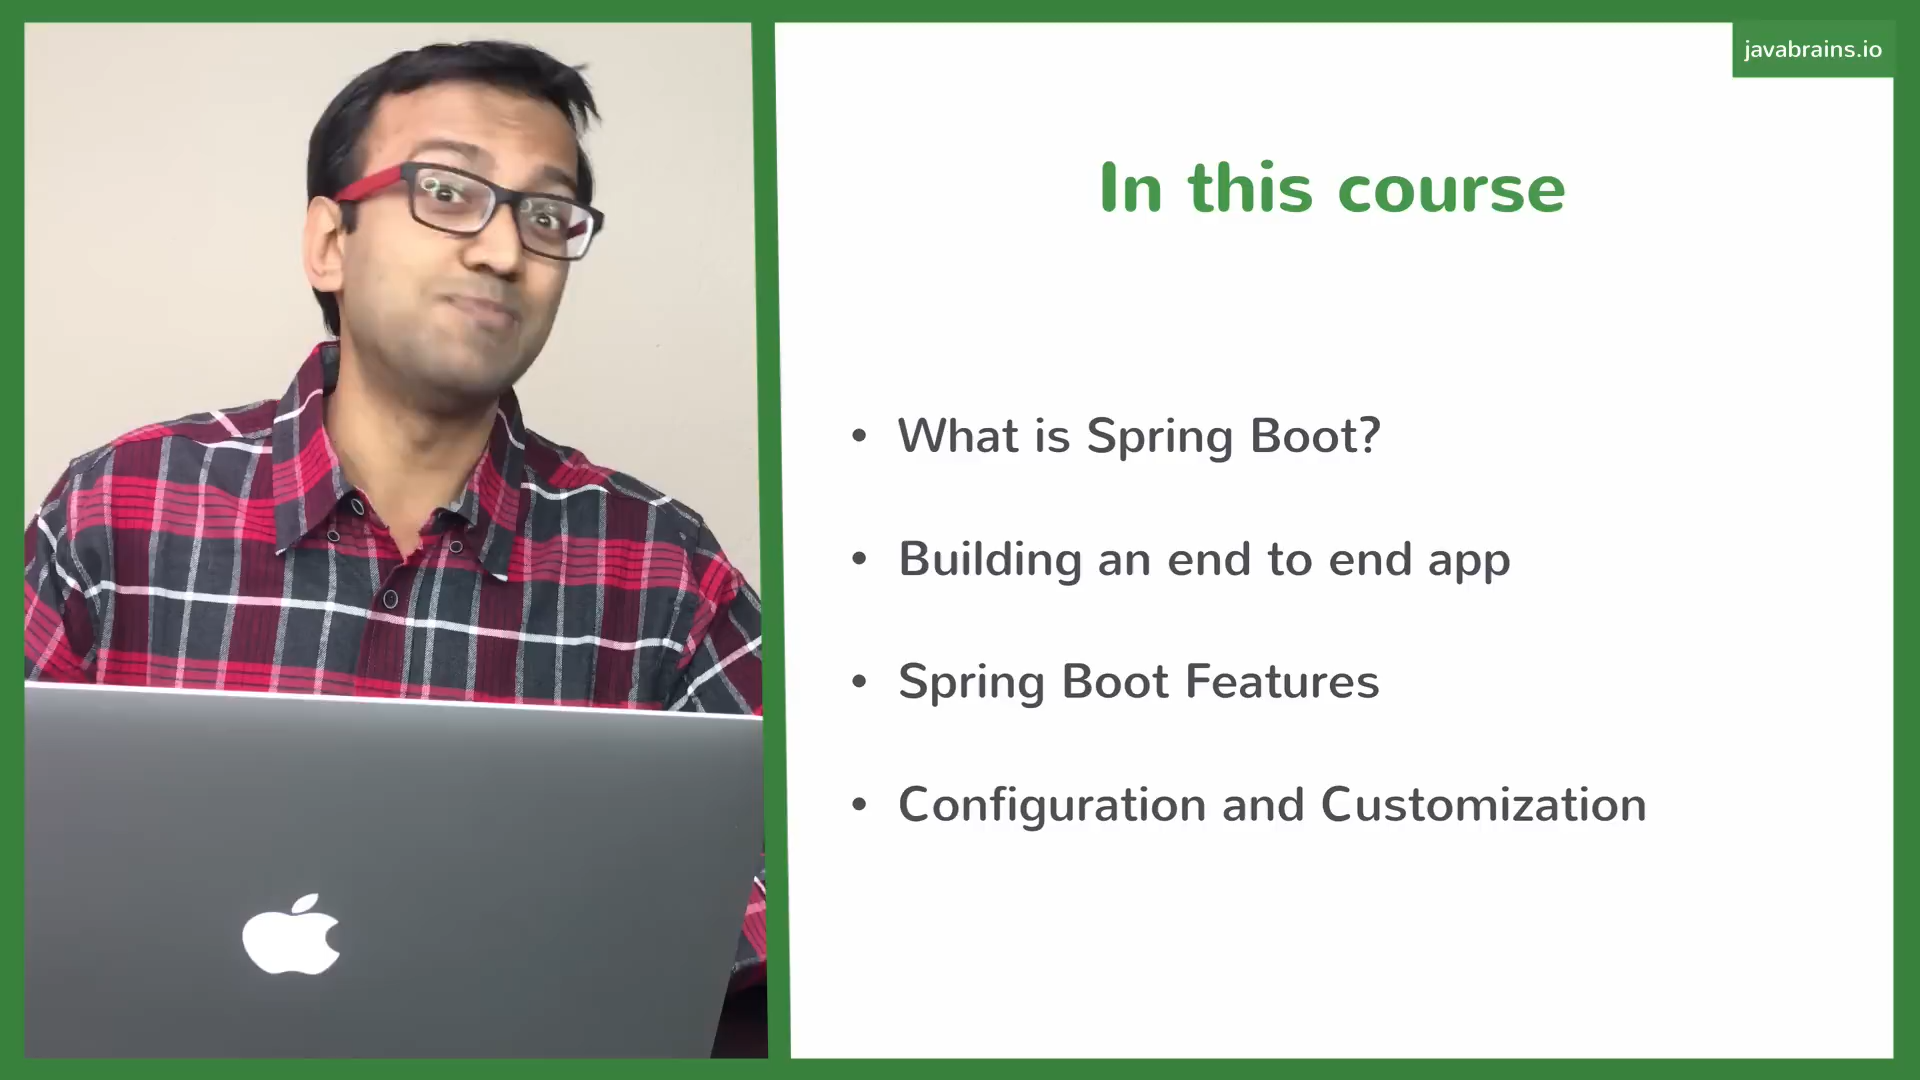 javabrains.io
In this course
• What is Spring Boot?
• Building an end to end app
• Spring Boot Features
• Configuration and Customization